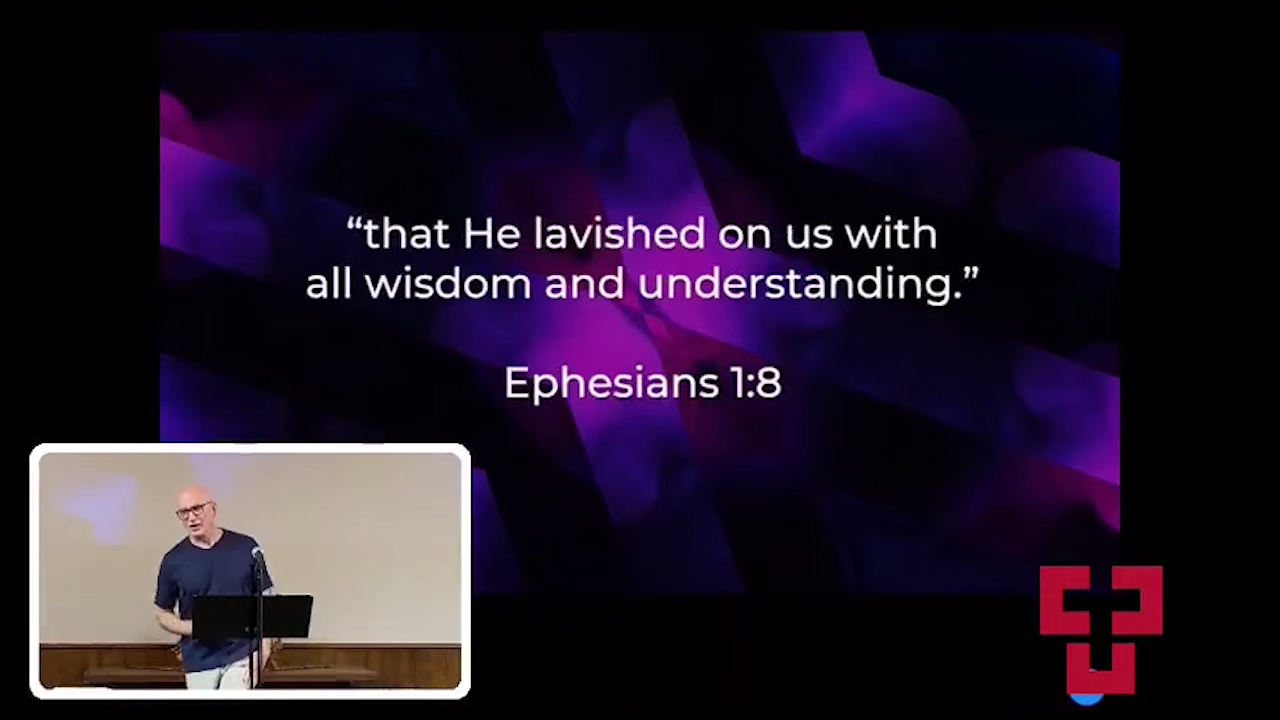 “that He lavished on us with
all wisdom and understanding.”
Ephesians 1:8